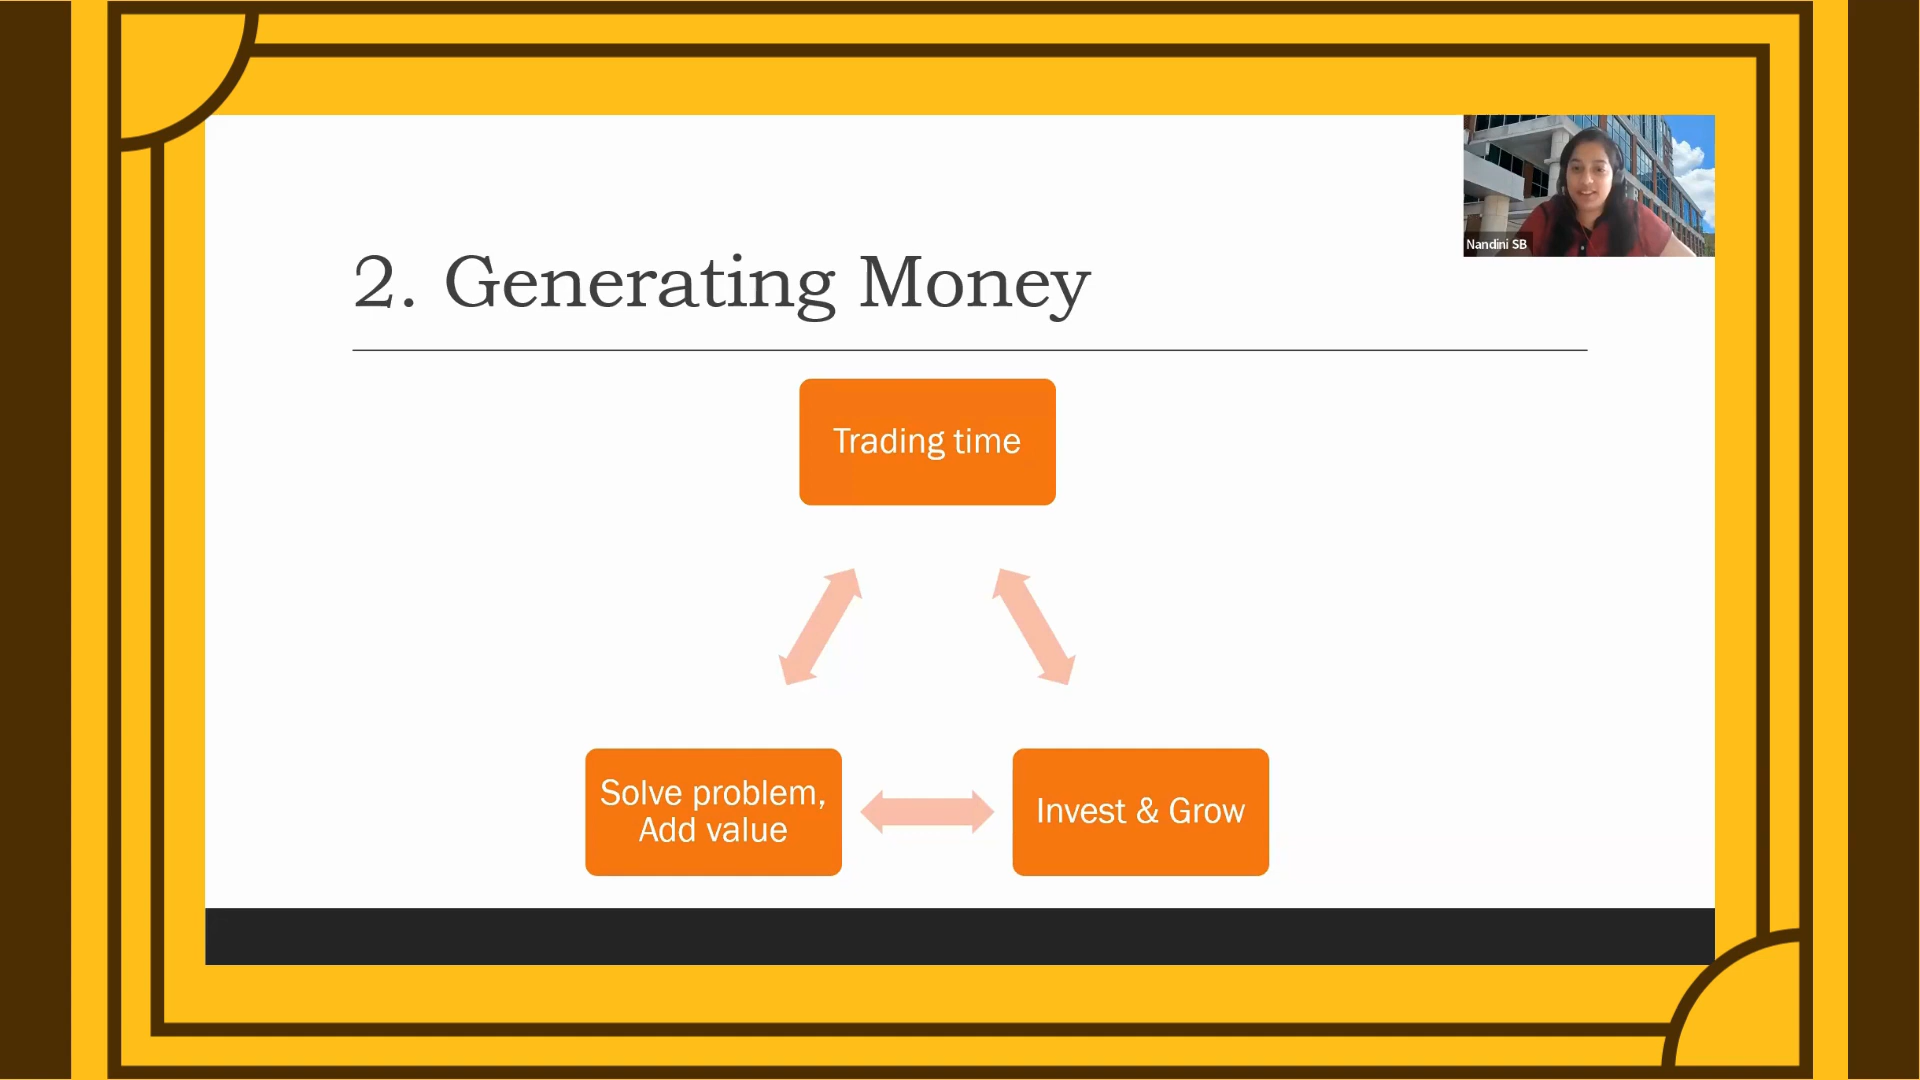 Nandini SB
2. Generating Money
Trading time
Solve problem,
Add value
Invest & Grow